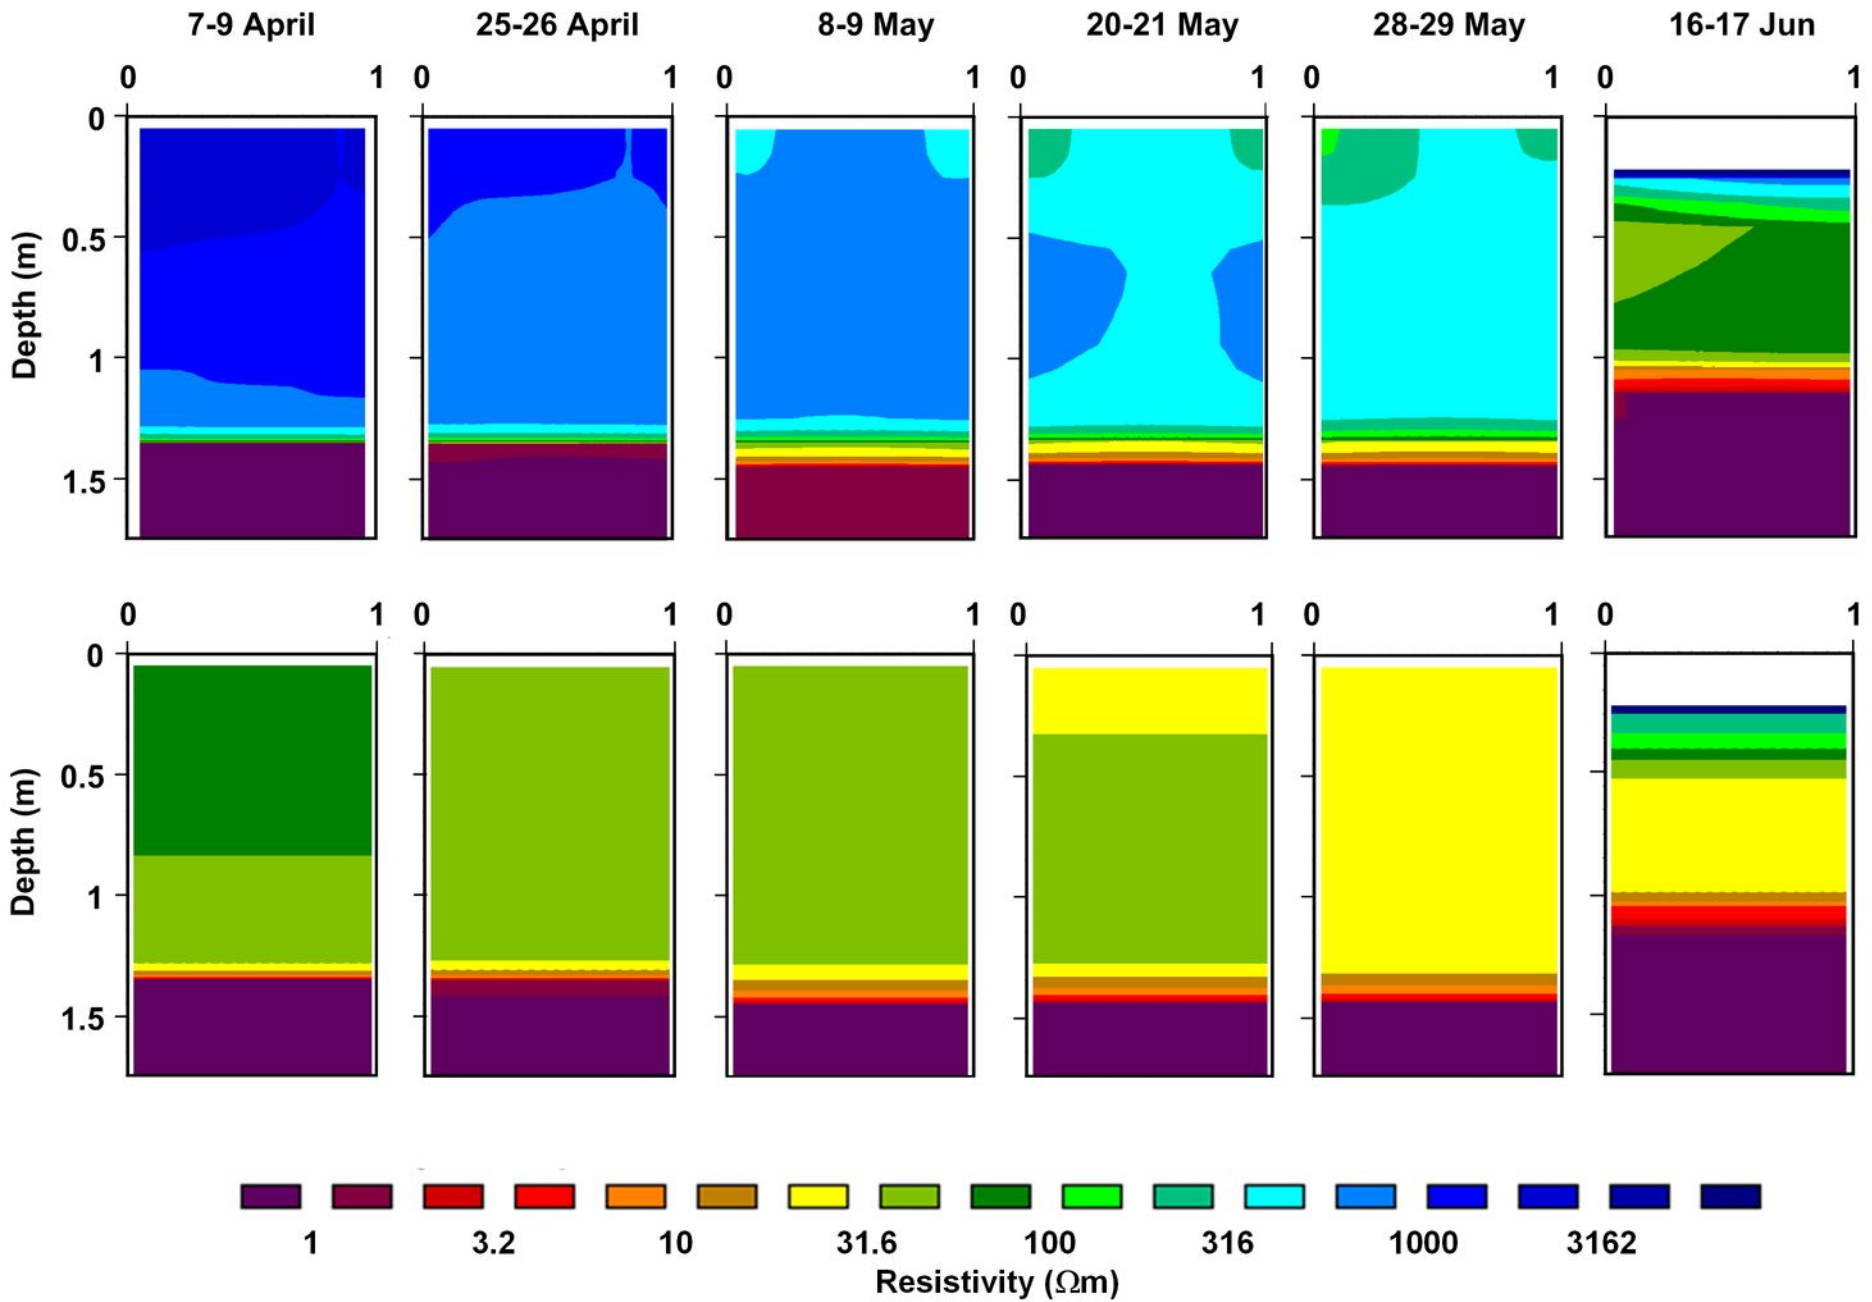 7-9 April 25-26 April 8-9 May 20-21 May 28-29 May 16-17 Jun
0 1 0 1 0 1 0 1 0 1 0 1
0
0.5
1
1.5
Depth (m)
0 1 0 1 0 1 0 1 0 1 0 1
0
0.5
1
1.5
Depth (m)
1 3.2 10 31.6 100 316 1000 3162
Resistivity (Ωm)